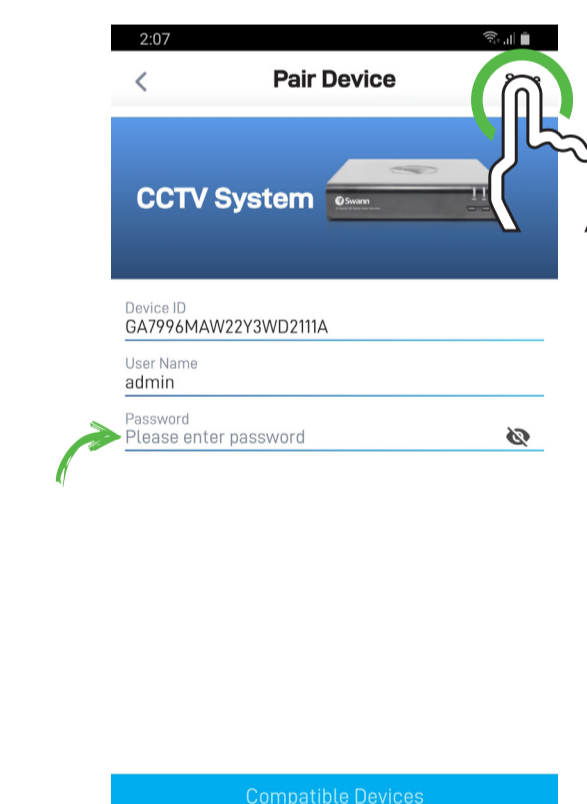 2:07
Pair Device
CCTV System
Swann
Device ID
GA7996MAW22Y3WD2111A
User Name
admin
Password
Please enter password
Compatible Devices